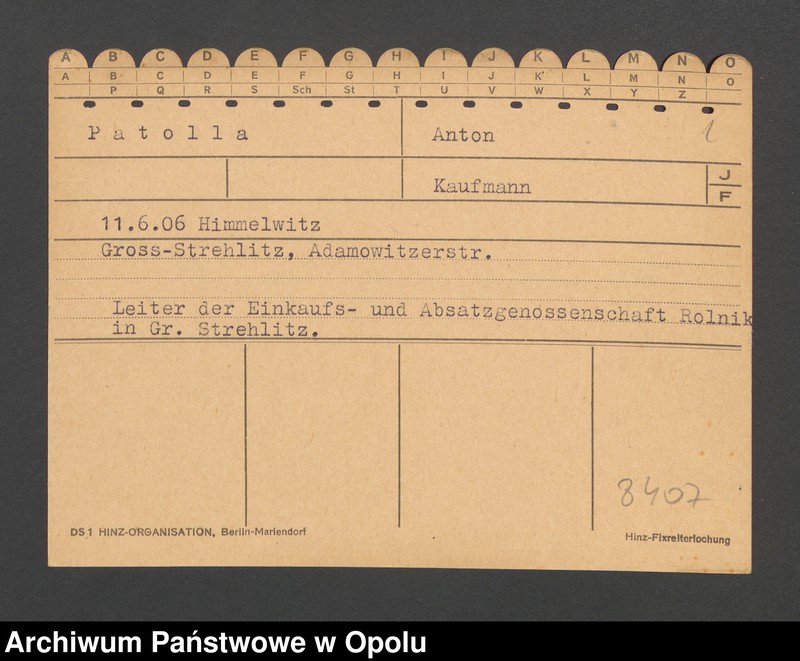 A B C D E F G H I J K L M N O
A B C D E F G H I J K L M N O
P Q R S Sch St T U V W X Y Z
Patolla Anton 1
Kaufmann J
F
11.6.06 Himmelwitz
Gross-Strehlitz, Adamowitzerstr.
Leiter der Einkaufs- und Absatzgenossenschaft Rolnik
in Gr. Strehlitz.
8407
DS 1 HINZ-ORGANISATION, Berlin-Mariendorf Hinz-Fixreiterlochung
Archiwum Państwowe w Opolu